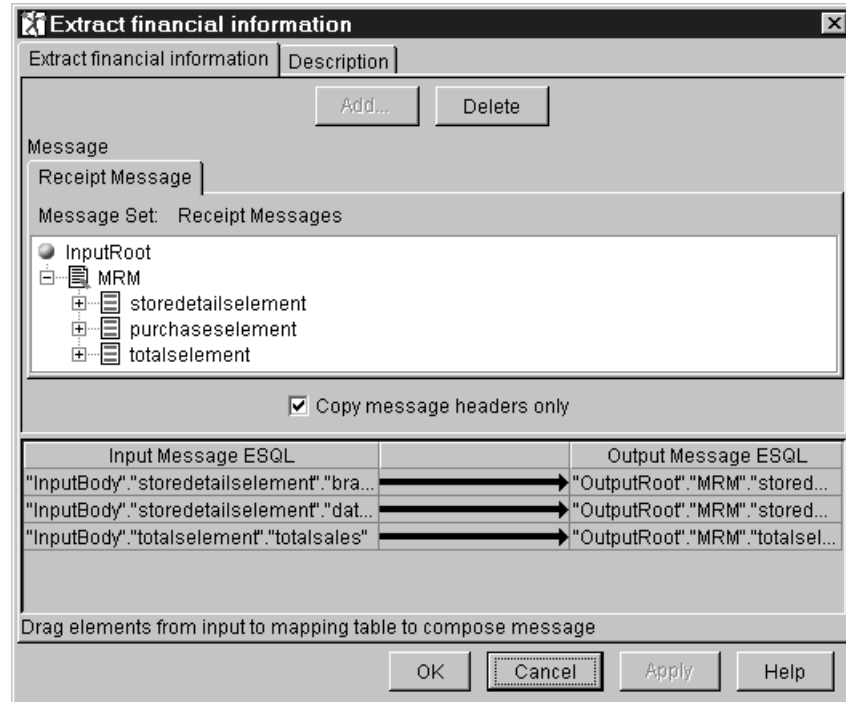 Extract financial information
Extract financial information Description
Add... Delete
Message
Receipt Message
Message Set: Receipt Messages
InputRoot
MRM
storedetailselement
purchaseselement
totalselement
Copy message headers only
Input Message ESQL Output Message ESQL
"InputBody"."storedetailselement"."bra... "OutputRoot"."MRM"."stored...
"InputBody"."storedetailselement"."dat... "OutputRoot"."MRM"."stored...
"InputBody"."totalselement"."totalsales" "OutputRoot"."MRM"."totalsel...
Drag elements from input to mapping table to compose message
OK Cancel Apply Help